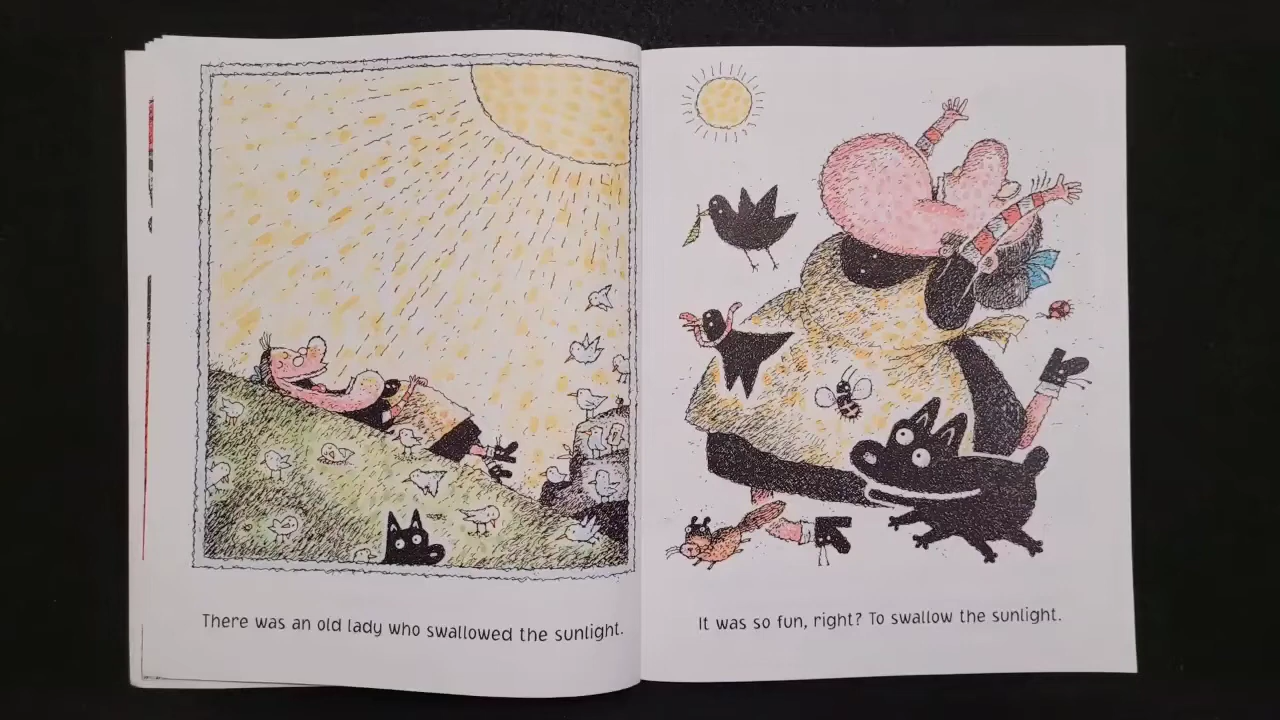 There was an old lady who swallowed the sunlight.
It was so fun, right? To swallow the sunlight.